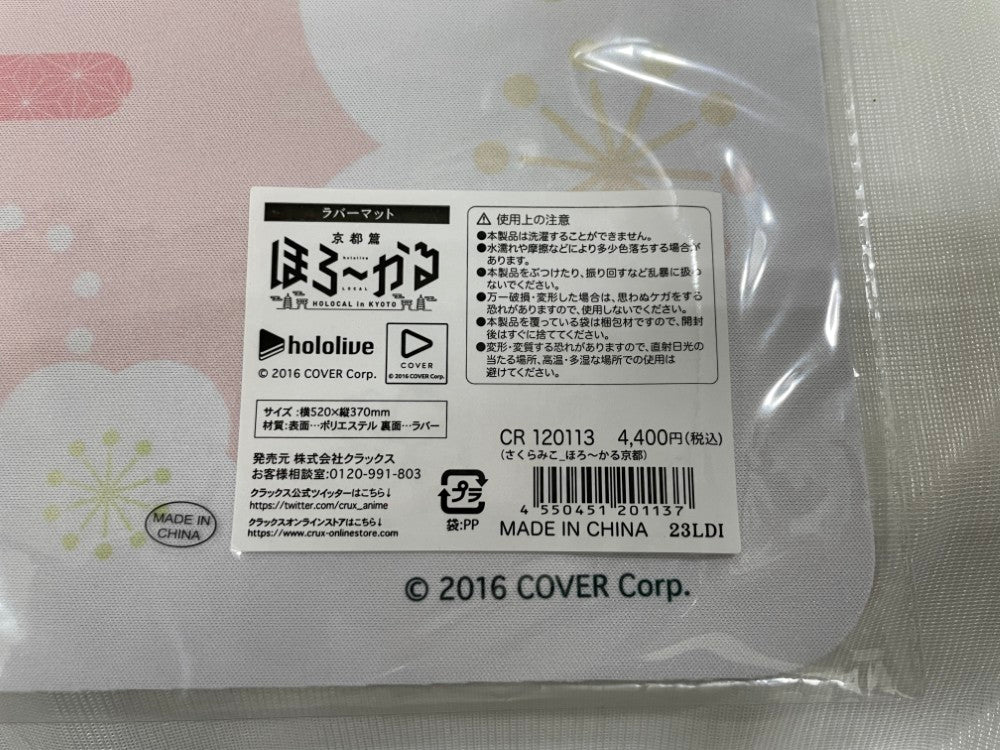 ラバーマット
京都篇
ほろ〜かる
hololive
LOCAL
HOLOCAL in KYOTO
hololive
© 2016 COVER Corp.
COVER
© 2016 COVER Corp.
サイズ:横520×縦370mm
材質:表面…ポリエステル 裏面…ラバー
発売元 株式会社クラックス
お客様相談室:0120-991-803
クラックス公式ツイッターはこちら↓
https://twitter.com/crux_anime
クラックスオンラインストアはこちら↓
https://www.crux-onlinestore.com
プラ
袋:PP
⚠ 使用上の注意
●本製品は洗濯することができません。
●水濡れや摩擦などにより多少色落ちする場合が
あります。
●本製品をぶつけたり、振り回すなど乱暴に扱わ
ないでください。
●万一破損・変形した場合は、思わぬケガをする
恐れがありますので、使用しないでください。
●本製品を覆っている袋は梱包材ですので、開封
後はすぐに捨ててください。
●変形・変質する恐れがありますので、直射日光の
当たる場所、高温・多湿な場所での使用は
避けてください。
CR 120113 4,400円(税込)
(さくらみこ_ほろ〜かる京都)
4 550451 201137
MADE IN CHINA 23LDI
MADE IN
CHINA
© 2016 COVER Corp.